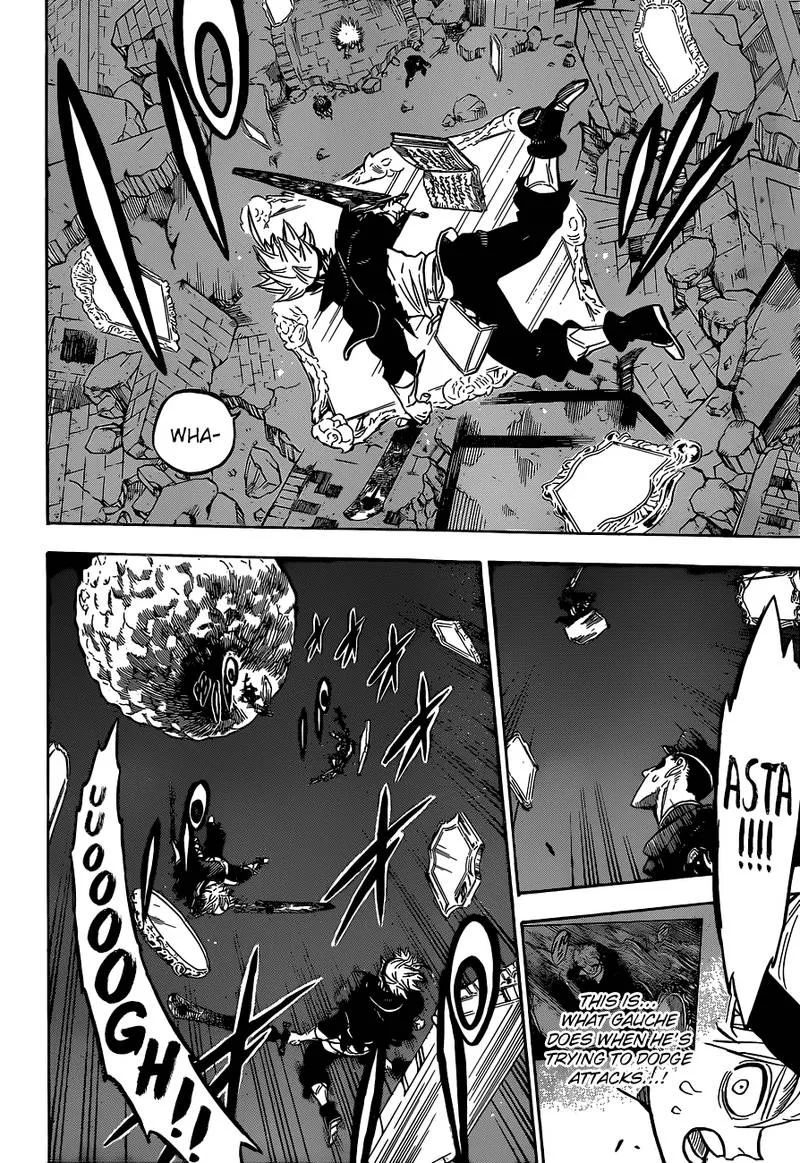 WHA-
ASTA
!!!!
THIS IS...
WHAT GAUCHE
DOES WHEN HE'S
TRYING TO DODGE
ATTACKS...!
UUOOOOGH!!